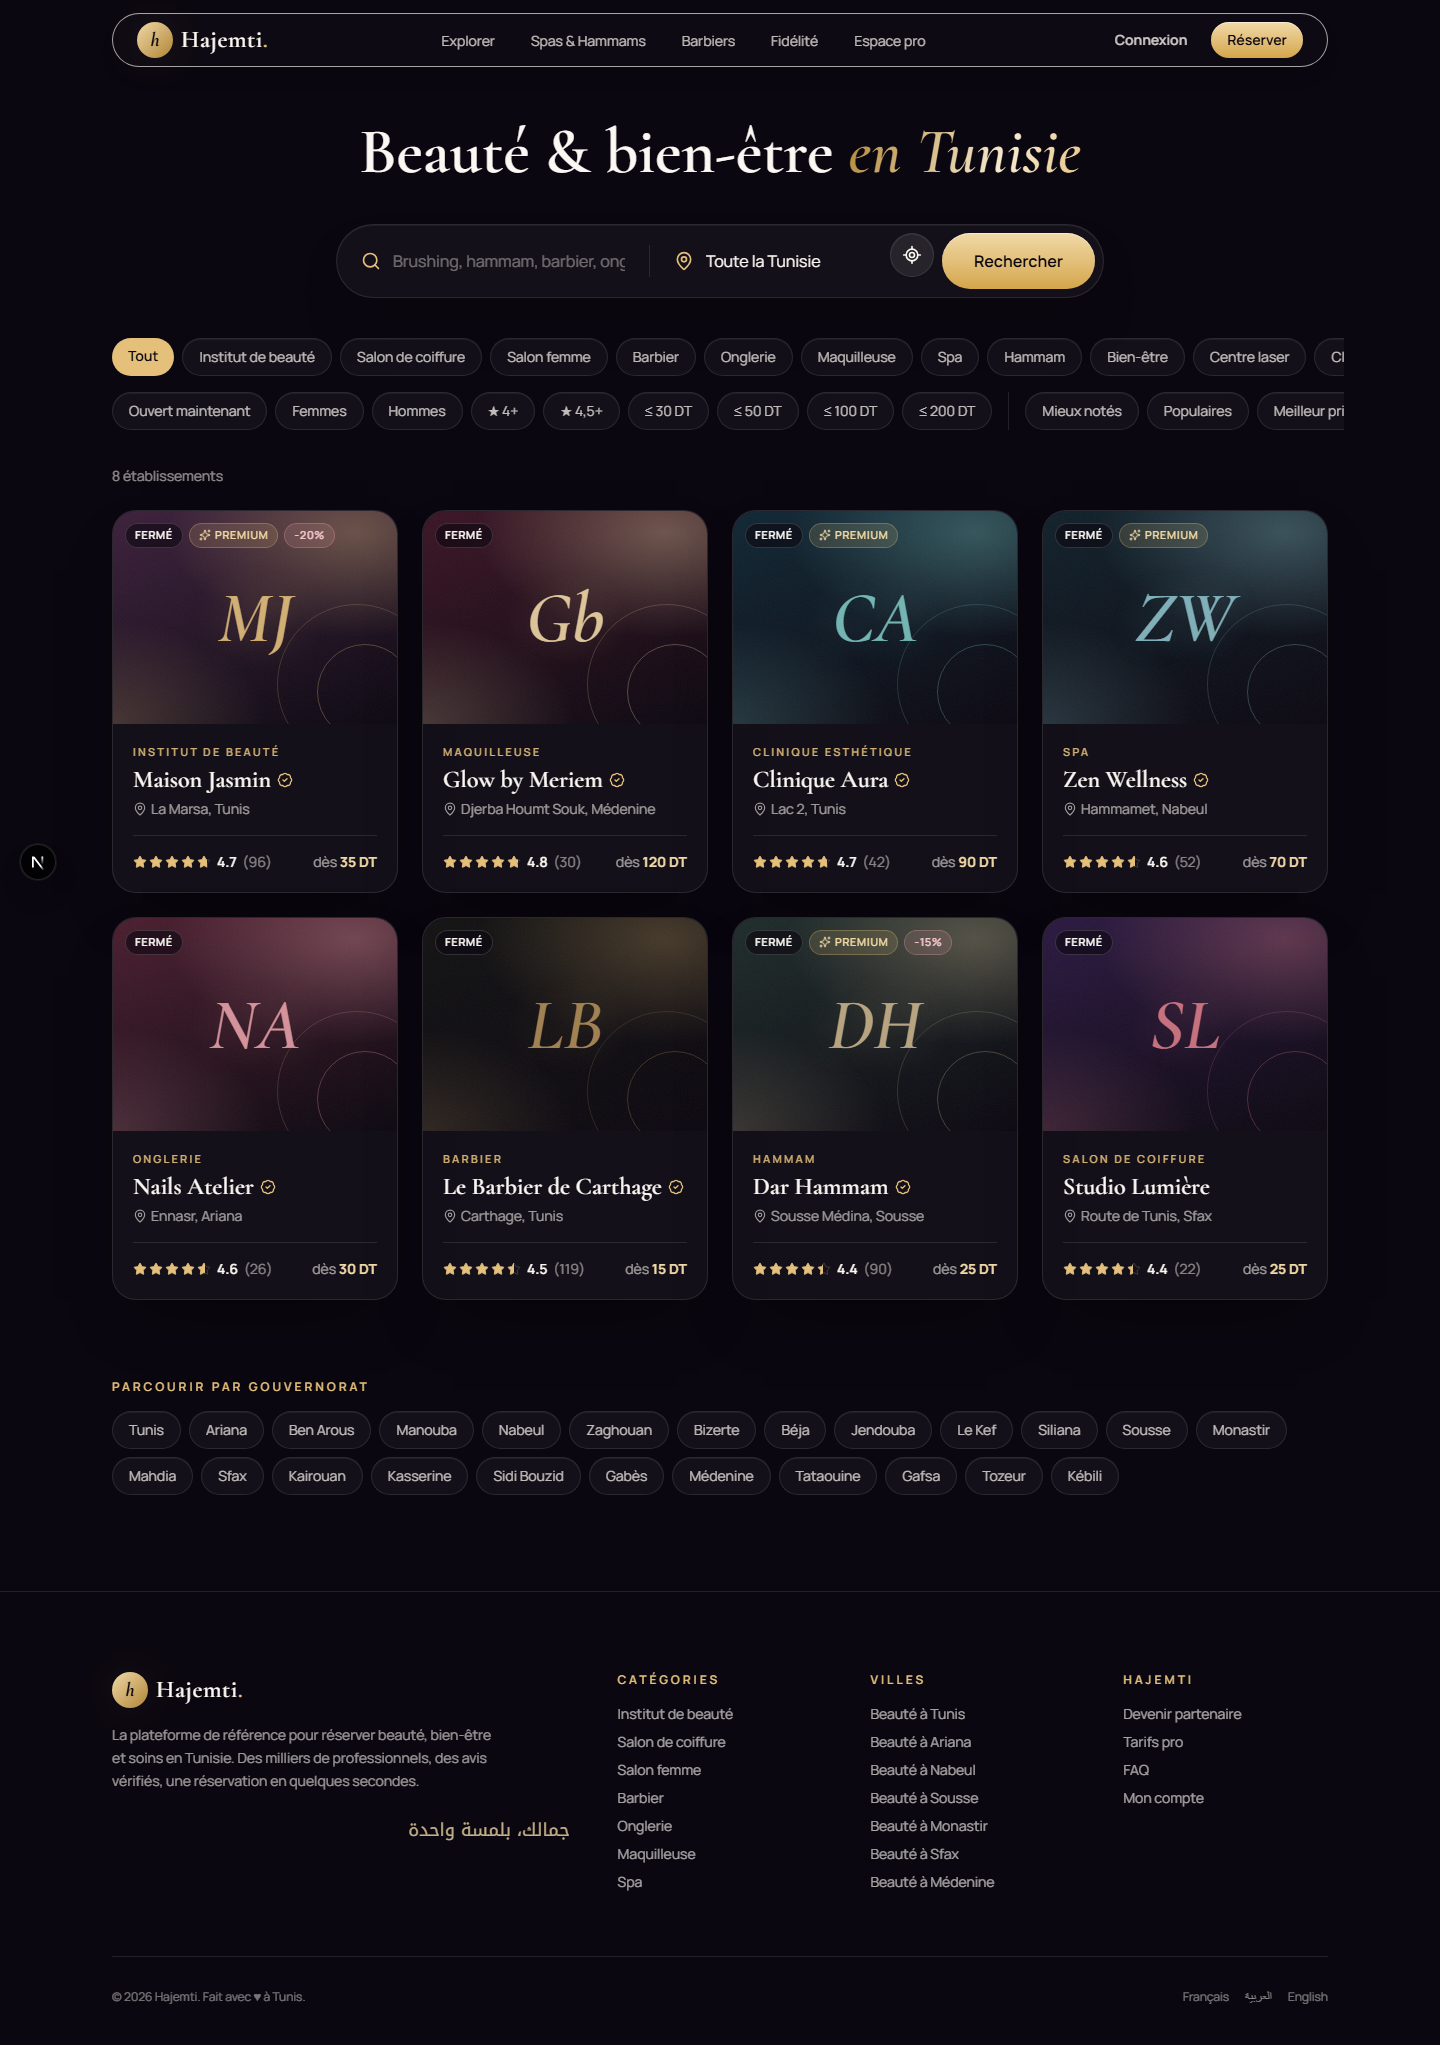 h Hajemti.
Explorer Spas & Hammams Barbiers Fidélité Espace pro
Connexion Réserver
Beauté & bien-être en Tunisie
Brushing, hammam, barbier, ong
Toute la Tunisie
Rechercher
Tout Institut de beauté Salon de coiffure Salon femme Barbier Onglerie Maquilleuse Spa Hammam Bien-être Centre laser Cl
Ouvert maintenant Femmes Hommes ★ 4+ ★ 4,5+ ≤ 30 DT ≤ 50 DT ≤ 100 DT ≤ 200 DT Mieux notés Populaires Meilleur pri
8 établissements
FERMÉ PREMIUM -20%
MJ
INSTITUT DE BEAUTÉ
Maison Jasmin
La Marsa, Tunis
4.7 (96) dès 35 DT
FERMÉ
Gb
MAQUILLEUSE
Glow by Meriem
Djerba Houmt Souk, Médenine
4.8 (30) dès 120 DT
FERMÉ PREMIUM
CA
CLINIQUE ESTHÉTIQUE
Clinique Aura
Lac 2, Tunis
4.7 (42) dès 90 DT
FERMÉ PREMIUM
ZW
SPA
Zen Wellness
Hammamet, Nabeul
4.6 (52) dès 70 DT
N
FERMÉ
NA
ONGLERIE
Nails Atelier
Ennasr, Ariana
4.6 (26) dès 30 DT
FERMÉ
LB
BARBIER
Le Barbier de Carthage
Carthage, Tunis
4.5 (119) dès 15 DT
FERMÉ PREMIUM -15%
DH
HAMMAM
Dar Hammam
Sousse Médina, Sousse
4.4 (90) dès 25 DT
FERMÉ
SL
SALON DE COIFFURE
Studio Lumière
Route de Tunis, Sfax
4.4 (22) dès 25 DT
PARCOURIR PAR GOUVERNORAT
Tunis Ariana Ben Arous Manouba Nabeul Zaghouan Bizerte Béja Jendouba Le Kef Siliana Sousse Monastir
Mahdia Sfax Kairouan Kasserine Sidi Bouzid Gabès Médenine Tataouine Gafsa Tozeur Kébili
h Hajemti.
La plateforme de référence pour réserver beauté, bien-être
et soins en Tunisie. Des milliers de professionnels, des avis
vérifiés, une réservation en quelques secondes.
جمالك، بلمسة واحدة
CATÉGORIES
Institut de beauté
Salon de coiffure
Salon femme
Barbier
Onglerie
Maquilleuse
Spa
VILLES
Beauté à Tunis
Beauté à Ariana
Beauté à Nabeul
Beauté à Sousse
Beauté à Monastir
Beauté à Sfax
Beauté à Médenine
HAJEMTI
Devenir partenaire
Tarifs pro
FAQ
Mon compte
© 2026 Hajemti. Fait avec ♥ à Tunis.
Français العربية English